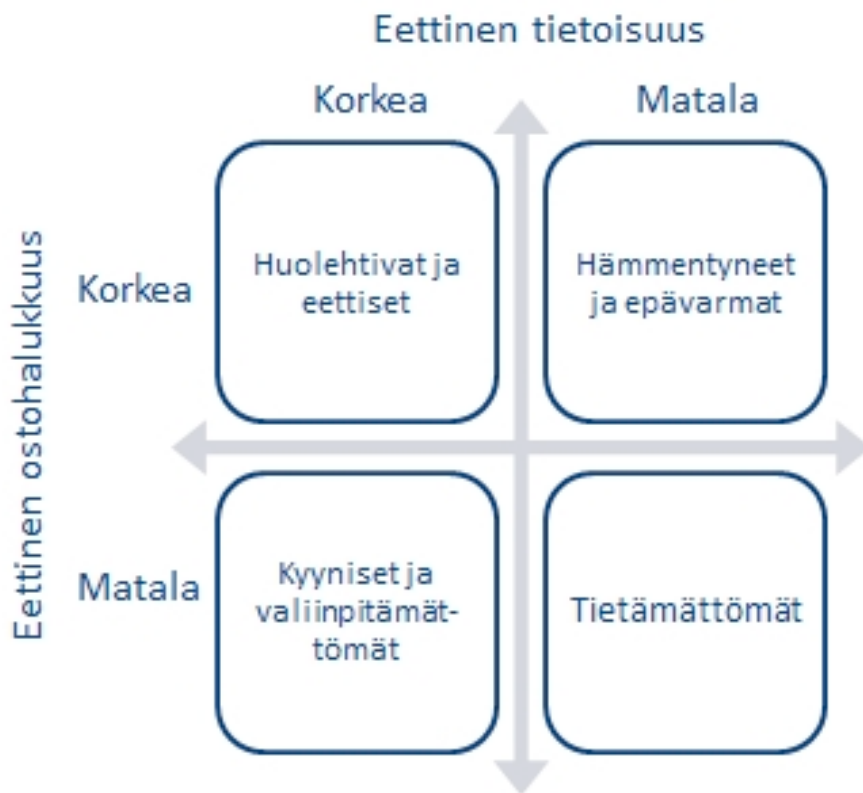 Eettinen tietoisuus
Korkea
Matala
Eettinen ostohalukkuus
Korkea
Huolehtivat ja
eettiset
Hämmentyneet
ja epävarmat
Matala
Kyyniset ja
valiinpitämät-
tömät
Tietämättömät